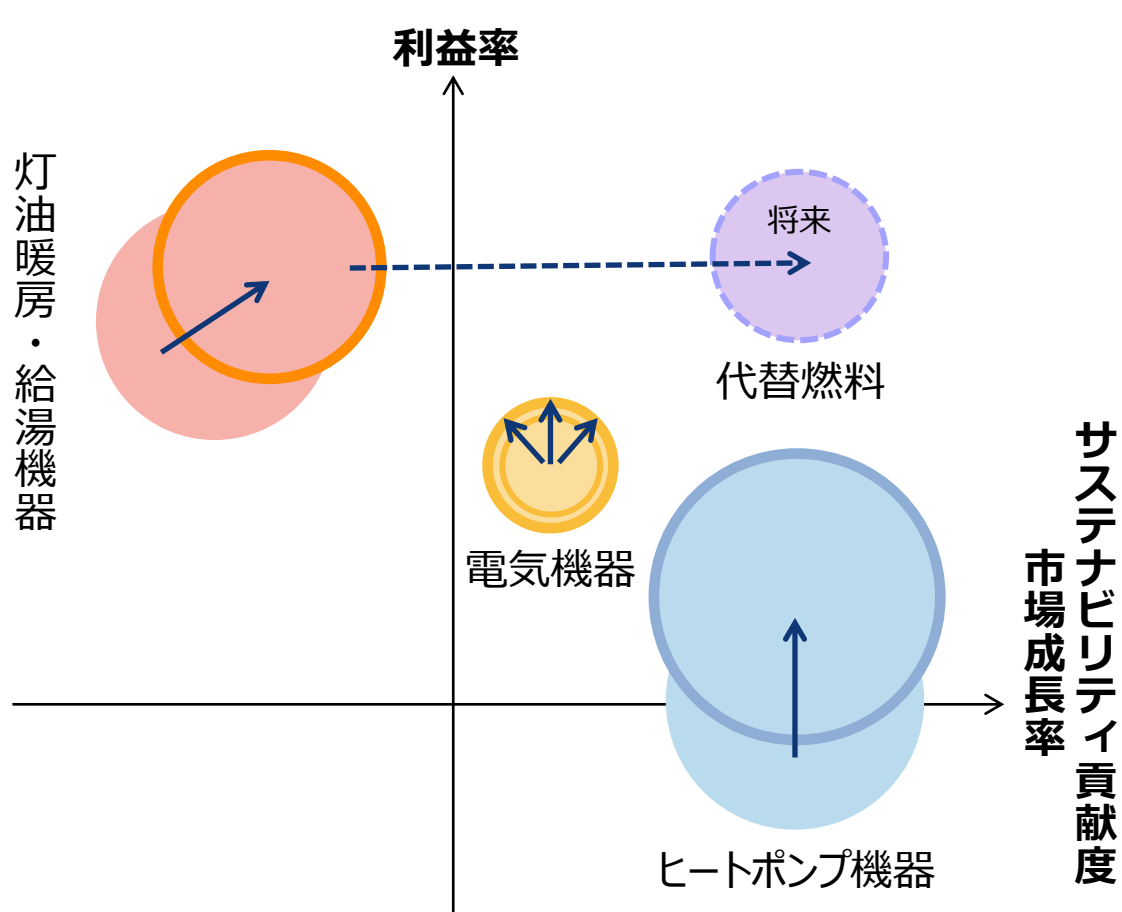 利益率
灯油暖房・給湯機器
将来
代替燃料
電気機器
ヒートポンプ機器
サステナビリティ貢献度
市場成長率